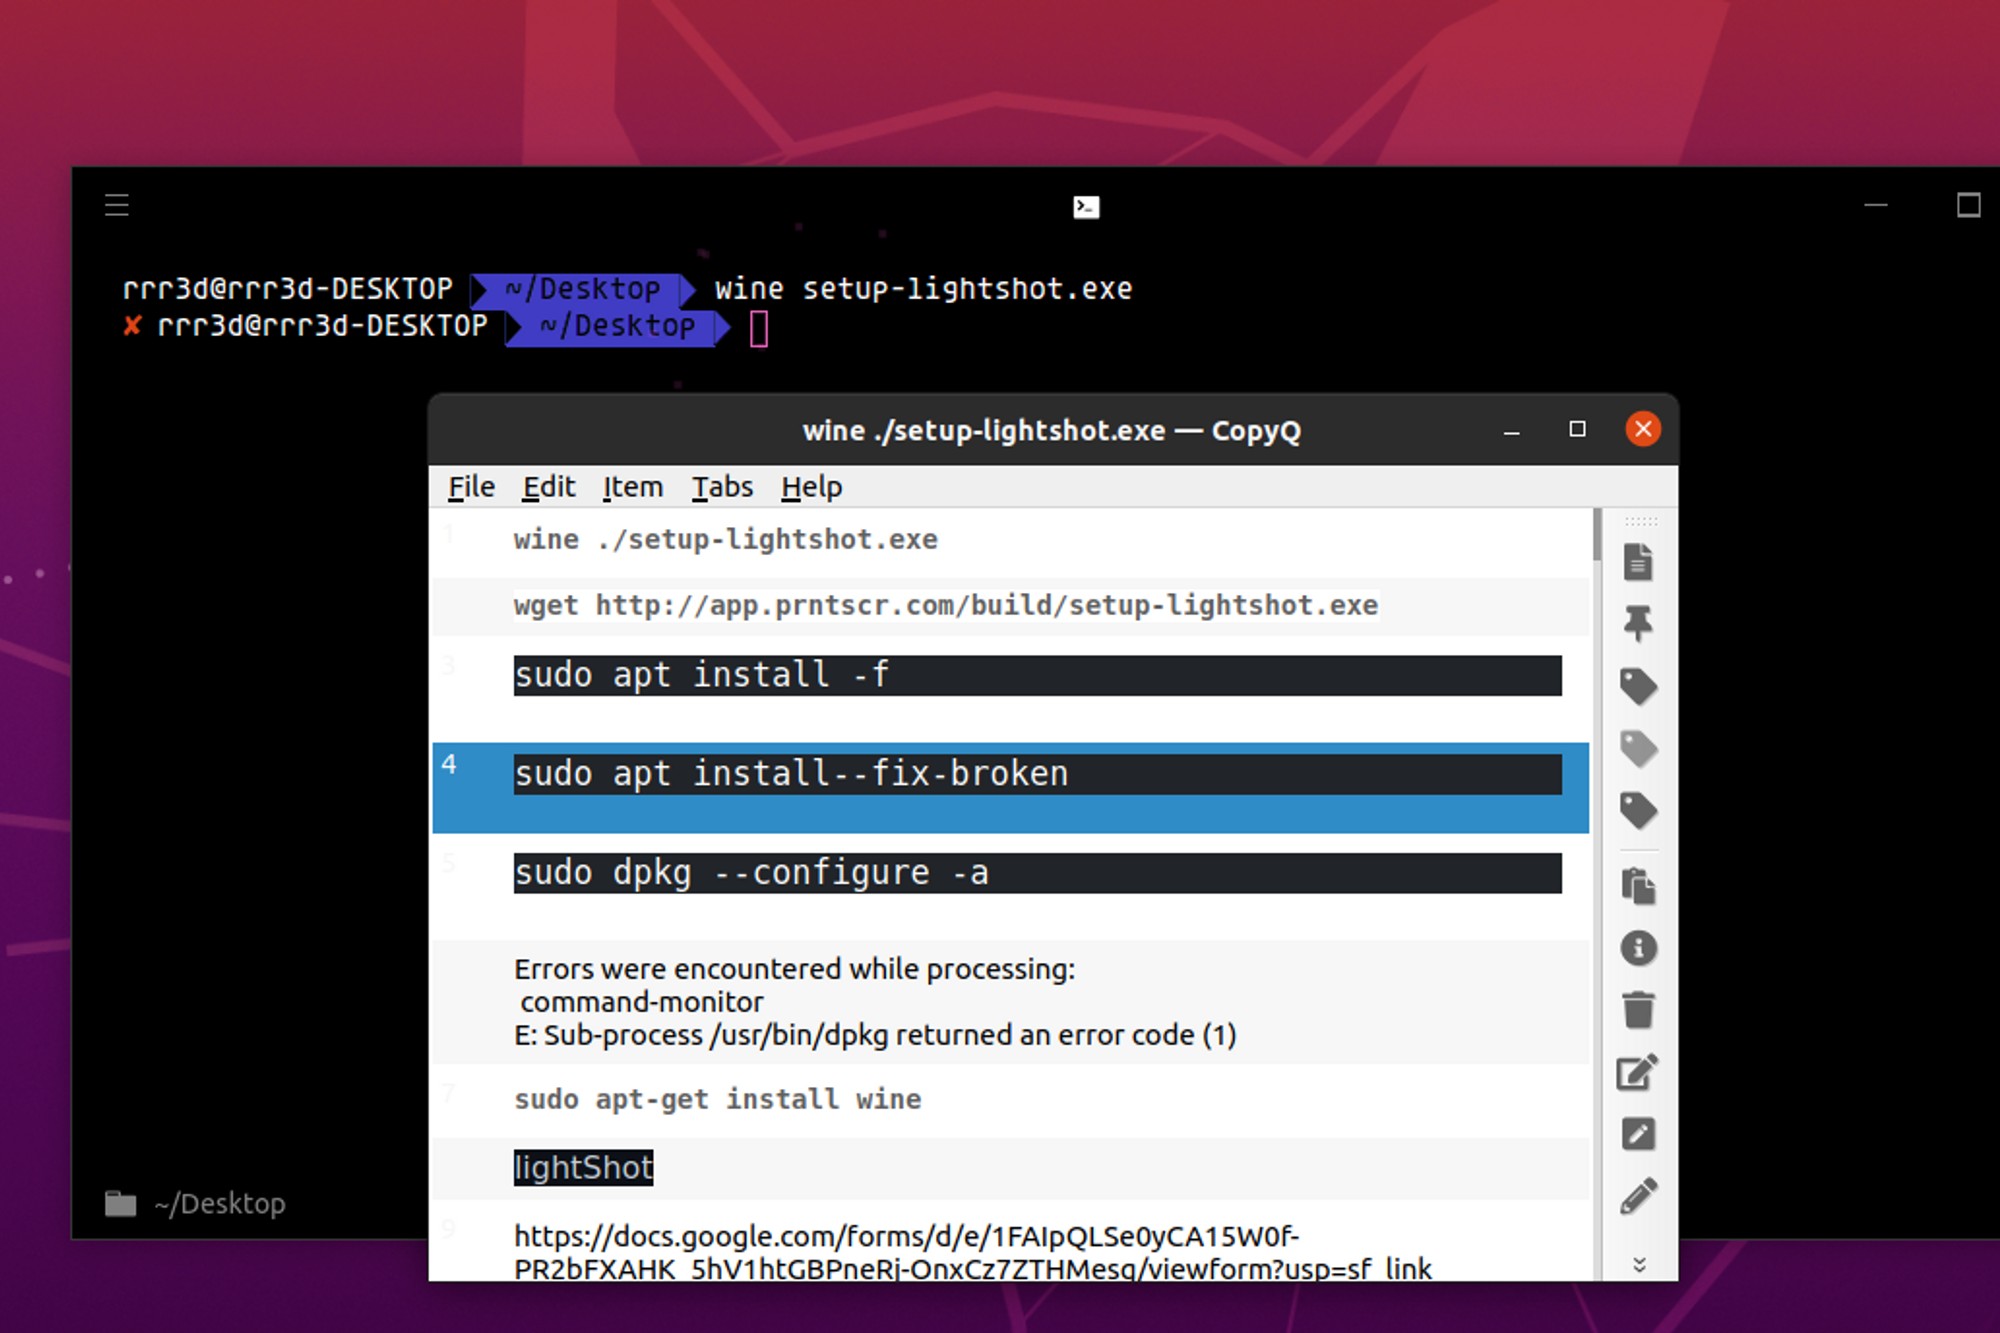 rrr3d@rrr3d-DESKTOP ~/Desktop wine setup-lightshot.exe
✘ rrr3d@rrr3d-DESKTOP ~/Desktop
wine ./setup-lightshot.exe — CopyQ
File Edit Item Tabs Help
1 wine ./setup-lightshot.exe
wget http://app.prntscr.com/build/setup-lightshot.exe
3 sudo apt install -f
4 sudo apt install--fix-broken
5 sudo dpkg --configure -a
Errors were encountered while processing:
command-monitor
E: Sub-process /usr/bin/dpkg returned an error code (1)
7 sudo apt-get install wine
lightShot
9 https://docs.google.com/forms/d/e/1FAIpQLSe0yCA15W0f-
PR2bFXAHK_5hV1htGBPneRj-OnxCz7ZTHMesg/viewform?usp=sf_link
~/Desktop